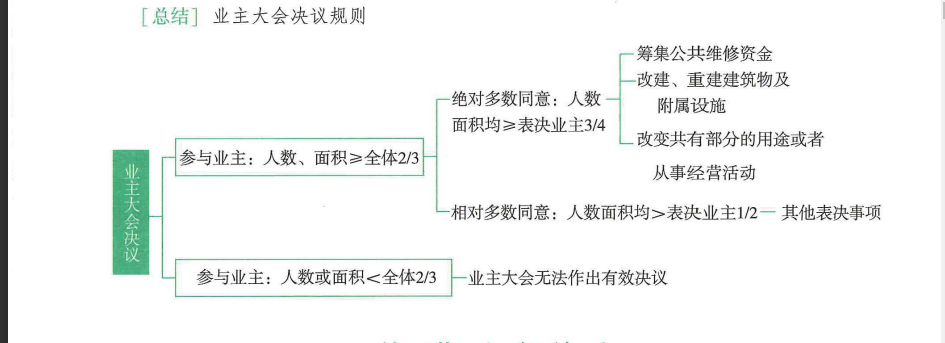 [总结] 业主大会决议规则
业主大会决议
参与业主：人数、面积≥全体2/3
绝对多数同意：人数
面积均≥表决业主3/4
筹集公共维修资金
改建、重建建筑物及
附属设施
改变共有部分的用途或者
从事经营活动
相对多数同意：人数面积均>表决业主1/2
其他表决事项
参与业主：人数或面积<全体2/3
业主大会无法作出有效决议